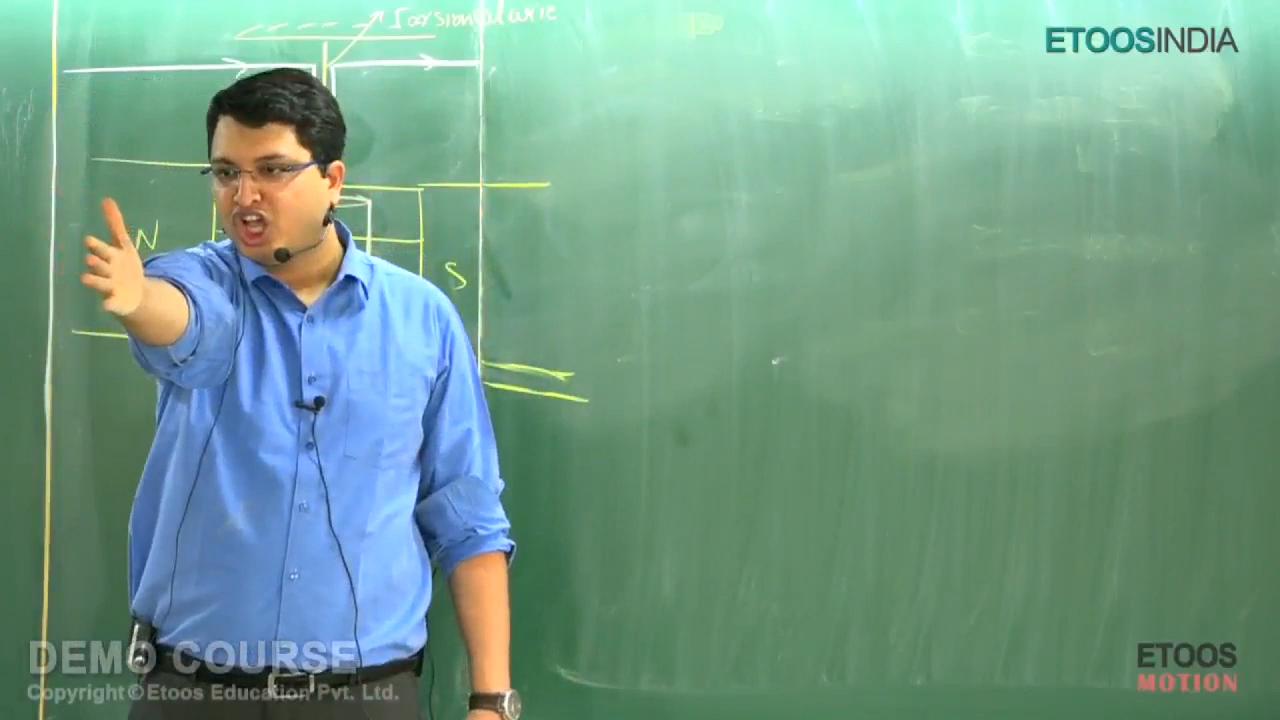 ETOOSINDIA
N
S
DEMO COURSE
Copyright©Etoos Education Pvt. Ltd.
ETOOS
MOTION